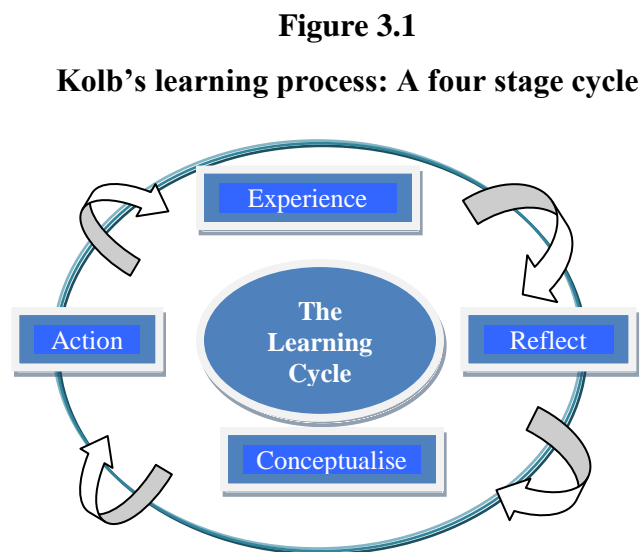 Figure 3.1
Kolb’s learning process: A four stage cycle
Experience
Action
The
Learning
Cycle
Reflect
Conceptualise